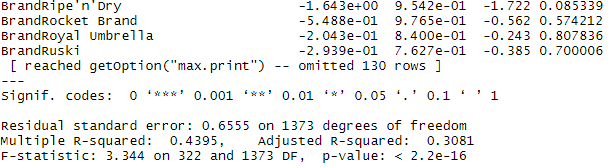 BrandRipe'n'Dry -1.643e+00 9.542e-01 -1.722 0.085339
BrandRocket Brand -5.488e-01 9.765e-01 -0.562 0.574212
BrandRoyal Umbrella -2.043e-01 8.400e-01 -0.243 0.807836
BrandRuski -2.939e-01 7.627e-01 -0.385 0.700006
[ reached getOption("max.print") -- omitted 130 rows ]
---
Signif. codes: 0 ‘***’ 0.001 ‘**’ 0.01 ‘*’ 0.05 ‘.’ 0.1 ‘ ’ 1
Residual standard error: 0.6555 on 1373 degrees of freedom
Multiple R-squared: 0.4395, Adjusted R-squared: 0.3081
F-statistic: 3.344 on 322 and 1373 DF, p-value: < 2.2e-16